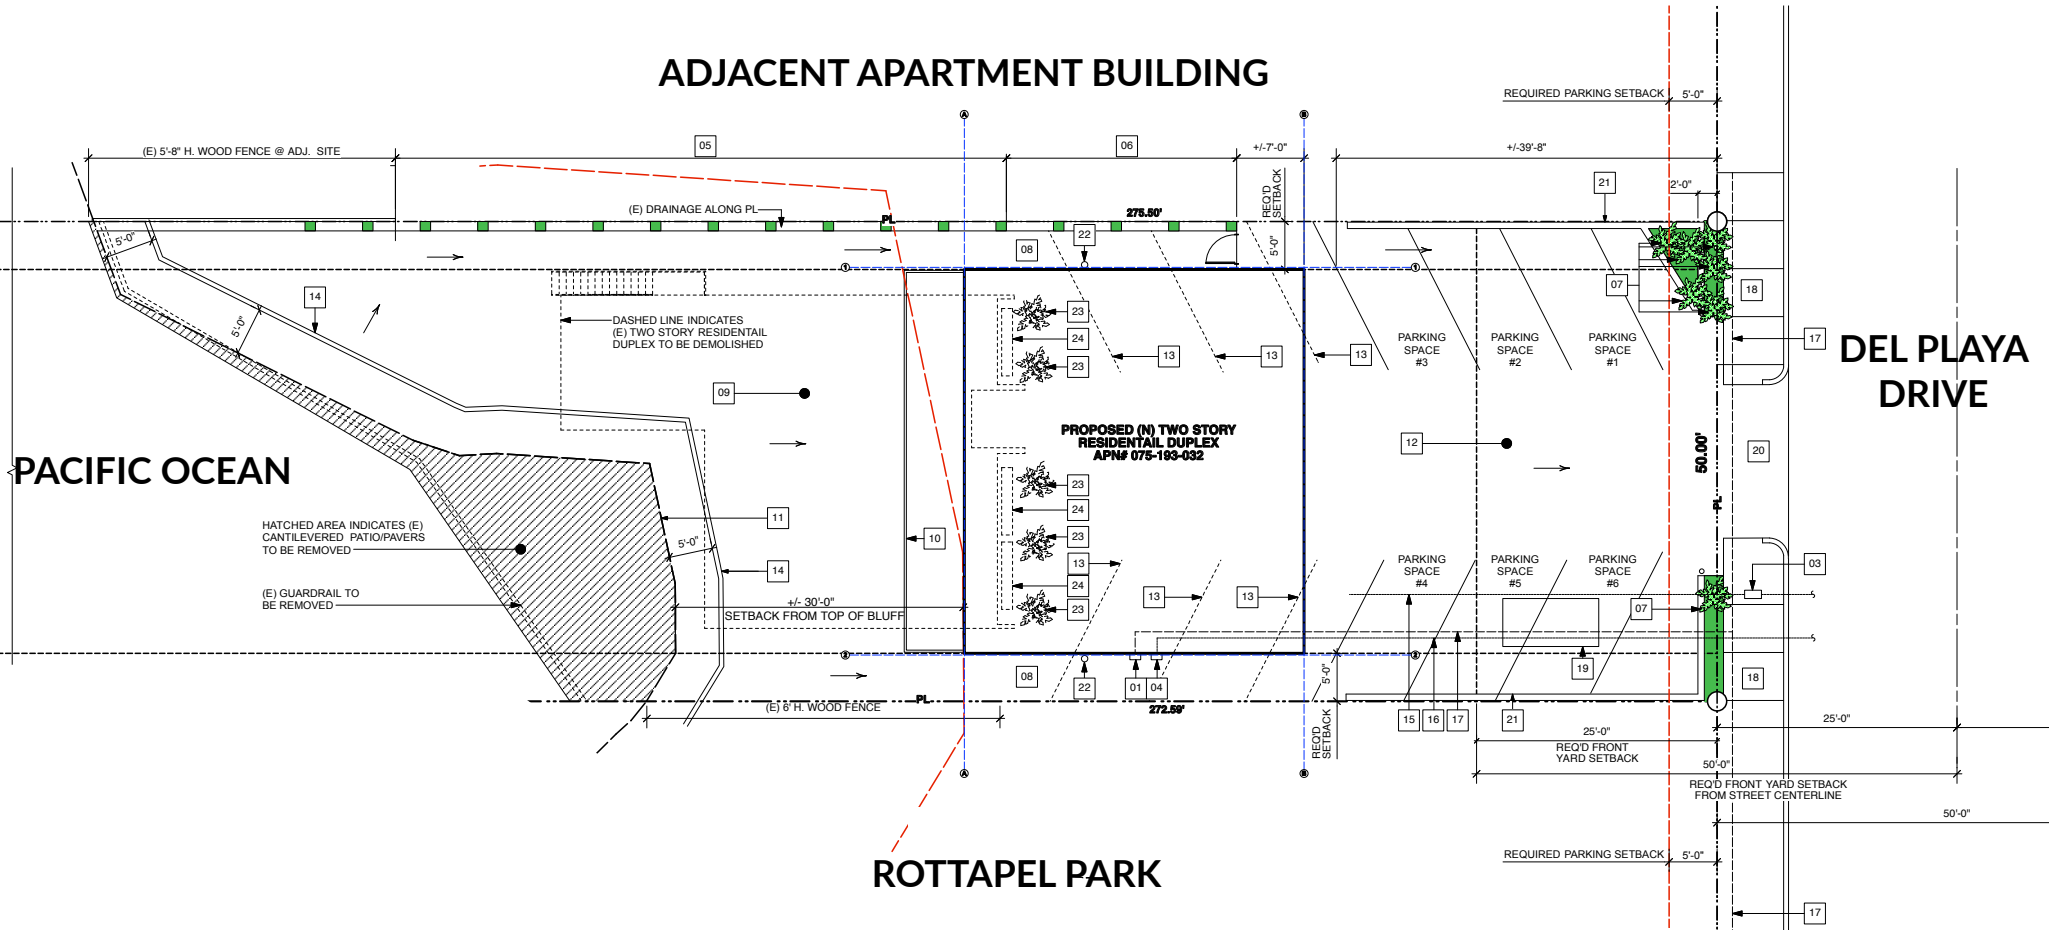 ADJACENT APARTMENT BUILDING
REQUIRED PARKING SETBACK
5'-0"
A
B
(E) 5'-8" H. WOOD FENCE @ ADJ. SITE
05
06
+/-7'-0"
+/-39'-8"
REQ'D
SETBACK
5'-0"
21
2'-0"
(E) DRAINAGE ALONG PL
PL
275.50'
22
08
5'-0"
1
1
14
5'-0"
07
18
DASHED LINE INDICATES
(E) TWO STORY RESIDENTAIL
DUPLEX TO BE DEMOLISHED
23
24
23
13
13
13
PARKING
SPACE
#3
PARKING
SPACE
#2
PARKING
SPACE
#1
17
DEL PLAYA
DRIVE
09
PROPOSED (N) TWO STORY
RESIDENTAIL DUPLEX
APN# 075-193-032
12
50.00'
PL
20
PACIFIC OCEAN
HATCHED AREA INDICATES (E)
CANTILEVERED PATIO/PAVERS
TO BE REMOVED
11
5'-0"
14
10
23
24
23
13
24
23
13
13
PARKING
SPACE
#4
PARKING
SPACE
#5
PARKING
SPACE
#6
03
07
(E) GUARDRAIL TO
BE REMOVED
+/- 30'-0"
SETBACK FROM TOP OF BLUFF
2
2
08
22
01
04
5'-0"
19
18
PL
272.59'
(E) 6' H. WOOD FENCE
REQ'D
SETBACK
15
16
17
21
25'-0"
REQ'D FRONT
YARD SETBACK
25'-0"
50'-0"
REQ'D FRONT YARD SETBACK
FROM STREET CENTERLINE
A
B
50'-0"
REQUIRED PARKING SETBACK
5'-0"
ROTTAPEL PARK
17